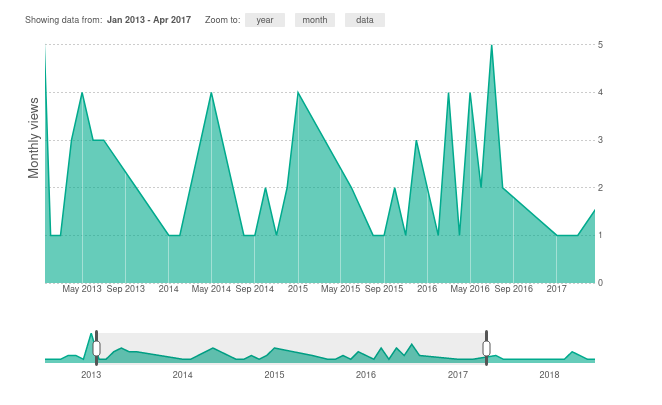 Showing data from: Jan 2013 - Apr 2017 Zoom to: year month data
Monthly views
5
4
3
2
1
0
May 2013 Sep 2013 2014 May 2014 Sep 2014 2015 May 2015 Sep 2015 2016 May 2016 Sep 2016 2017
2013 2014 2015 2016 2017 2018